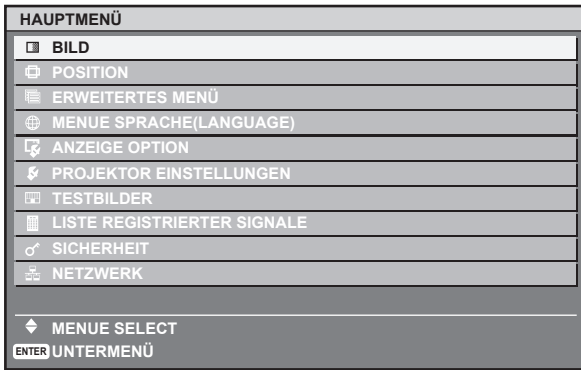 HAUPTMENÜ
BILD
POSITION
ERWEITERTES MENÜ
MENUE SPRACHE(LANGUAGE)
ANZEIGE OPTION
PROJEKTOR EINSTELLUNGEN
TESTBILDER
LISTE REGISTRIERTER SIGNALE
SICHERHEIT
NETZWERK
MENUE SELECT
ENTER UNTERMENÜ